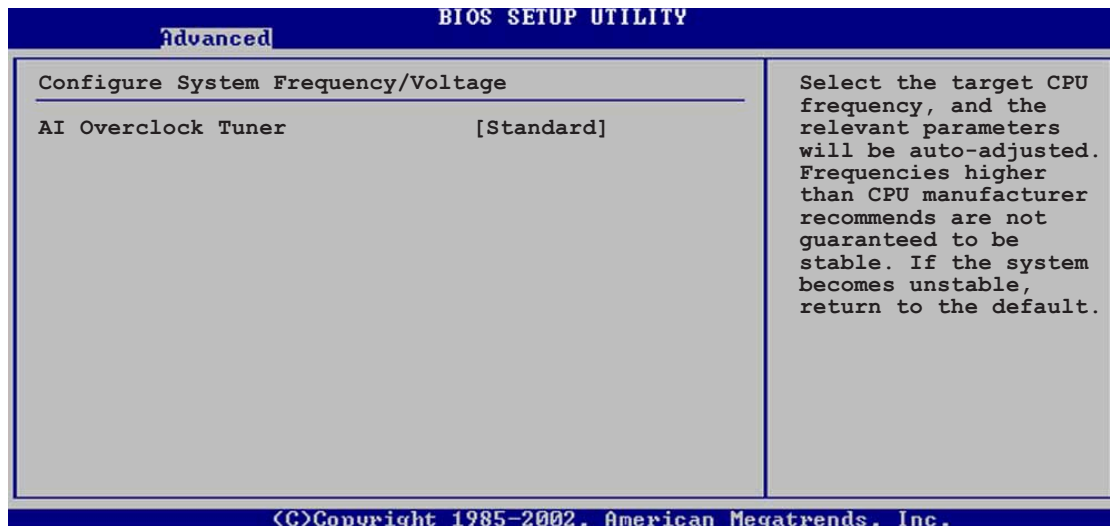 BIOS SETUP UTILITY
Advanced
Configure System Frequency/Voltage
AI Overclock Tuner [Standard]
Select the target CPU
frequency, and the
relevant parameters
will be auto-adjusted.
Frequencies higher
than CPU manufacturer
recommends are not
guaranteed to be
stable. If the system
becomes unstable,
return to the default.
(C)Copyright 1985-2002, American Megatrends, Inc.